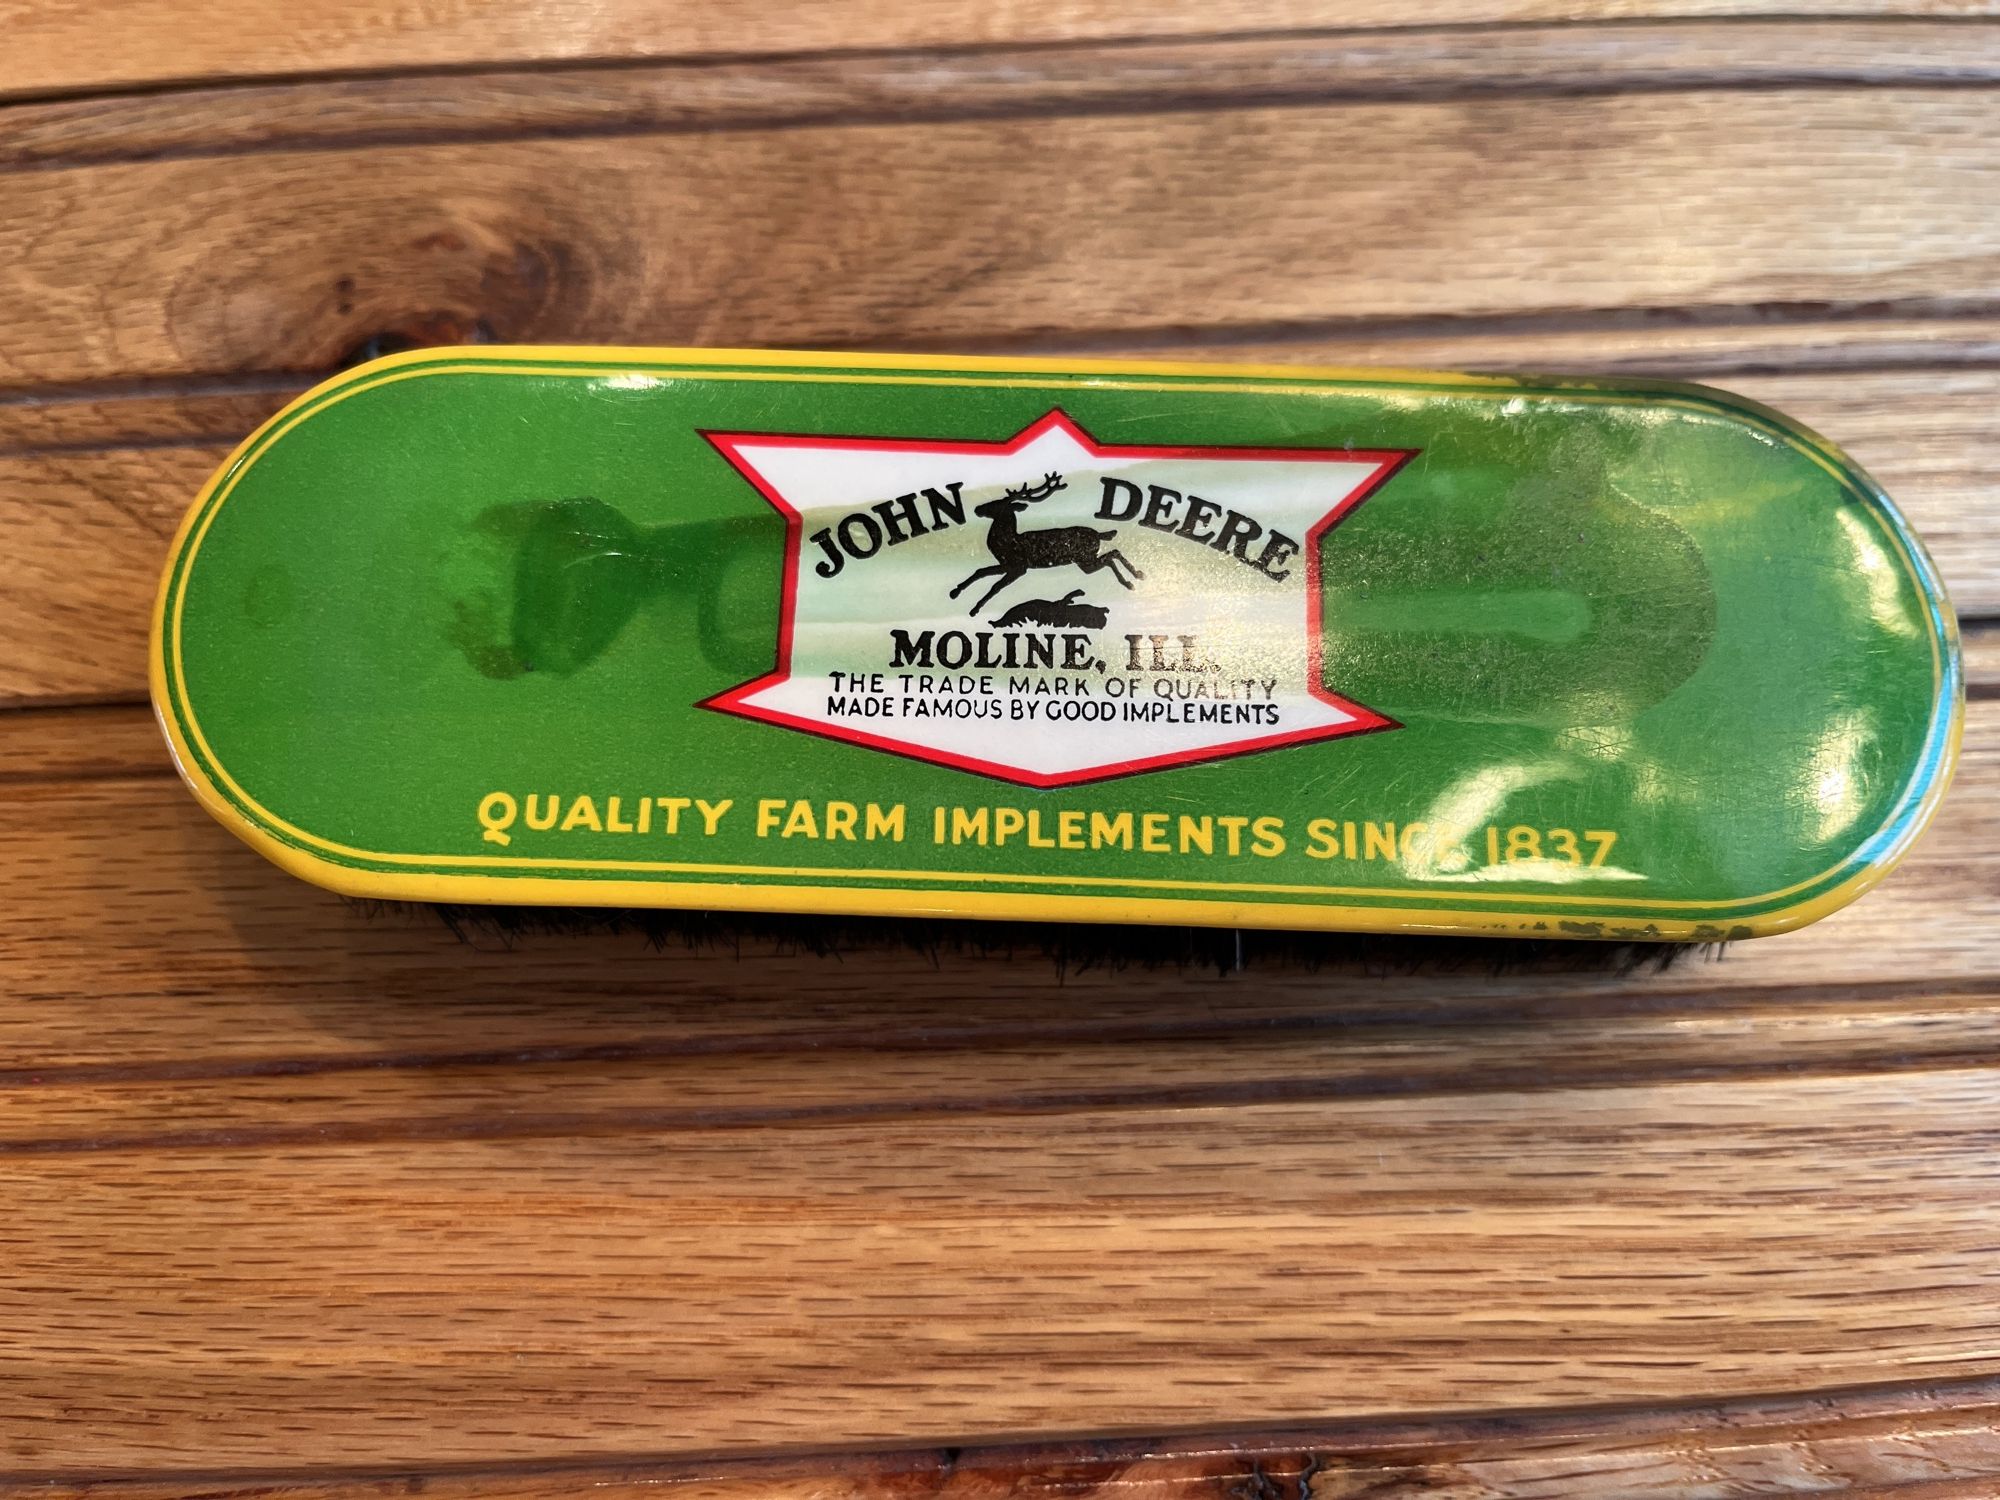 JOHN DEERE
MOLINE, ILL.
THE TRADE MARK OF QUALITY
MADE FAMOUS BY GOOD IMPLEMENTS
QUALITY FARM IMPLEMENTS SINCE 1837